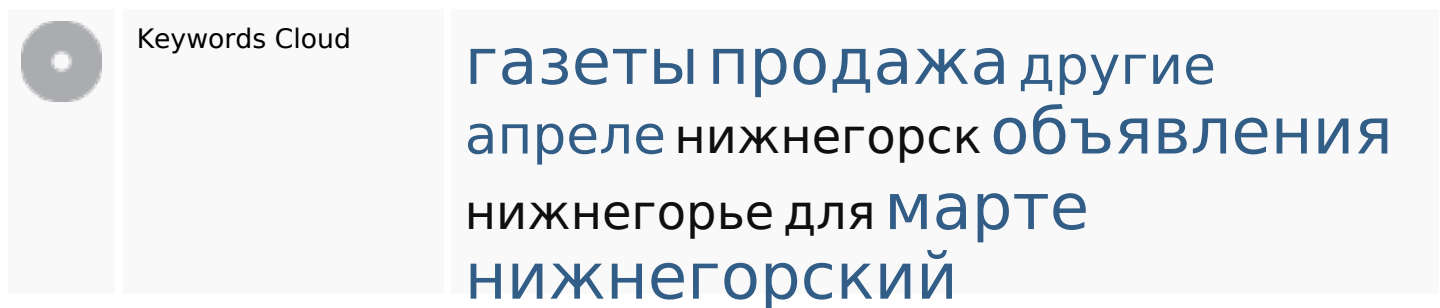 Keywords Cloud
газеты продажа другие
апреле нижнегорск объявления
нижнегорье для марте
нижнегорский